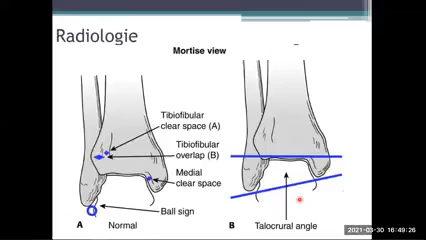 Radiologie
Mortise view
Tibiofibular
clear space (A)
Tibiofibular
overlap (B)
Medial
clear space
Ball sign
A
Normal
B
Talocrural angle
2021-03-30 16:49:26